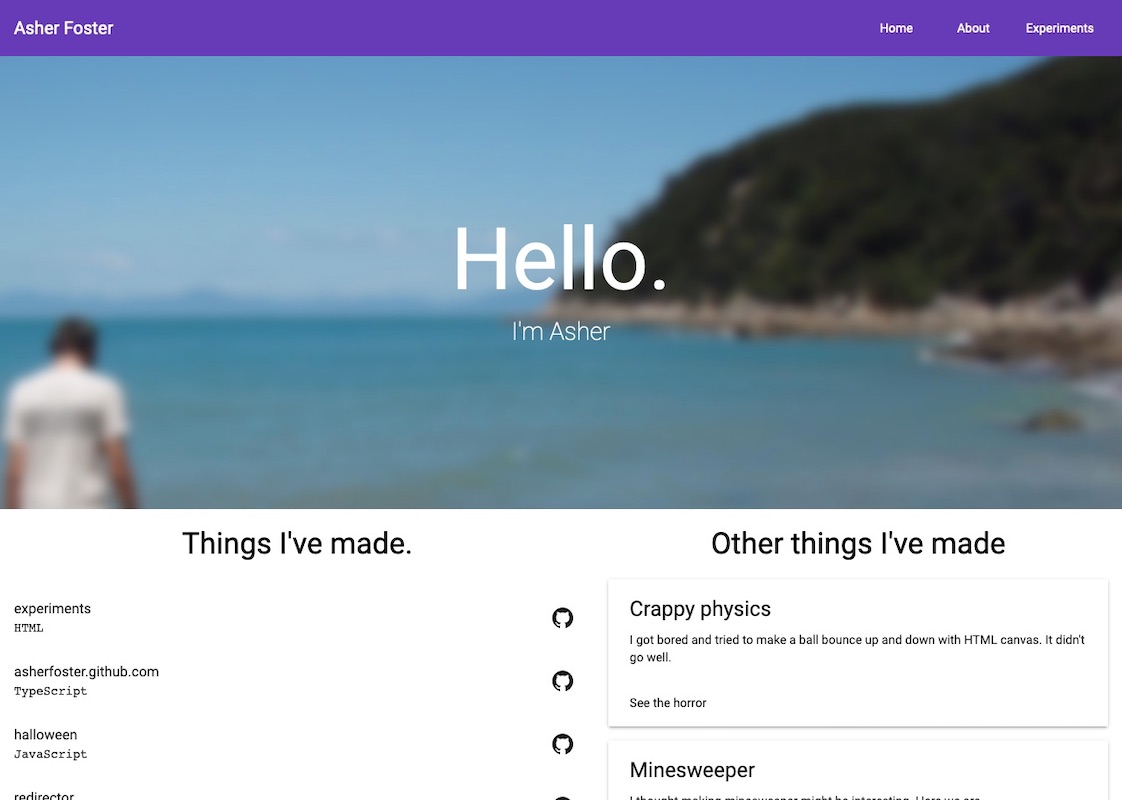 Asher Foster
Home
About
Experiments
Hello.
I'm Asher
Things I've made.
experiments
HTML
asherfoster.github.com
TypeScript
halloween
JavaScript
redirector
Other things I've made
Crappy physics
I got bored and tried to make a ball bounce up and down with HTML canvas. It didn't
go well.
See the horror
Minesweeper
I thought making minesweeper might be interesting. Here we are